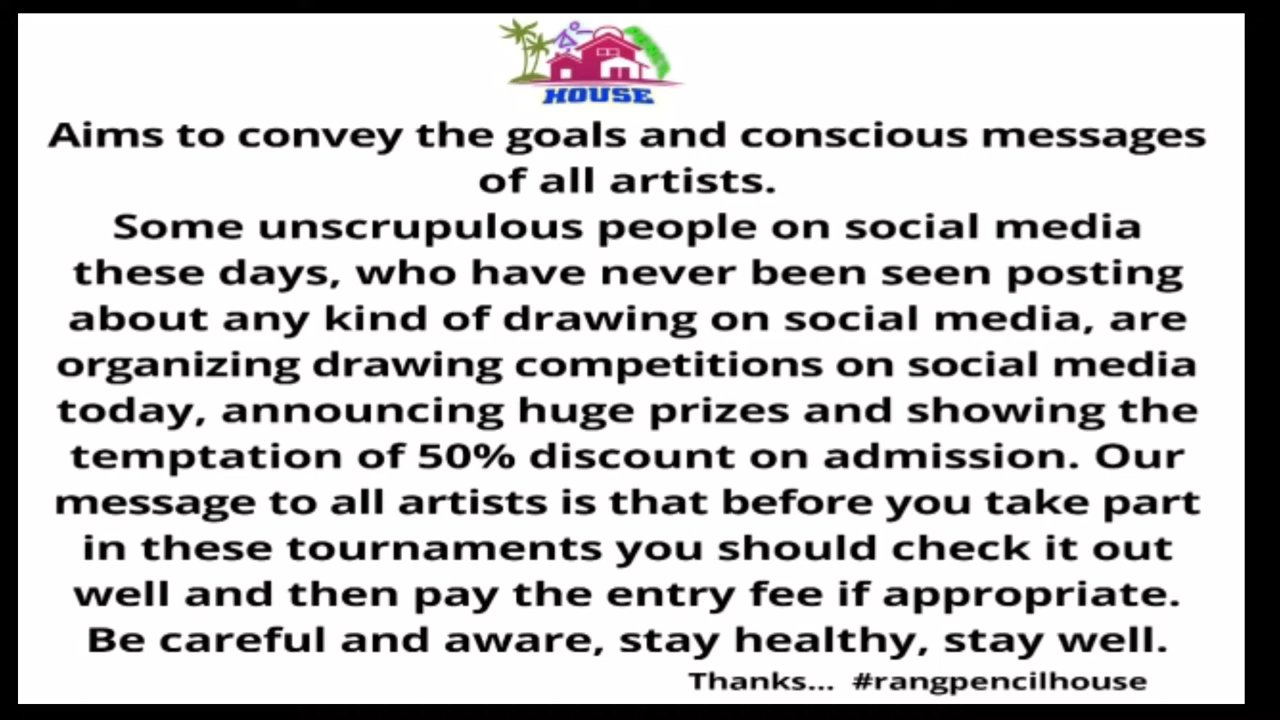 HOUSE
Aims to convey the goals and conscious messages
of all artists.
Some unscrupulous people on social media
these days, who have never been seen posting
about any kind of drawing on social media, are
organizing drawing competitions on social media
today, announcing huge prizes and showing the
temptation of 50% discount on admission. Our
message to all artists is that before you take part
in these tournaments you should check it out
well and then pay the entry fee if appropriate.
Be careful and aware, stay healthy, stay well.
Thanks... #rangpencilhouse